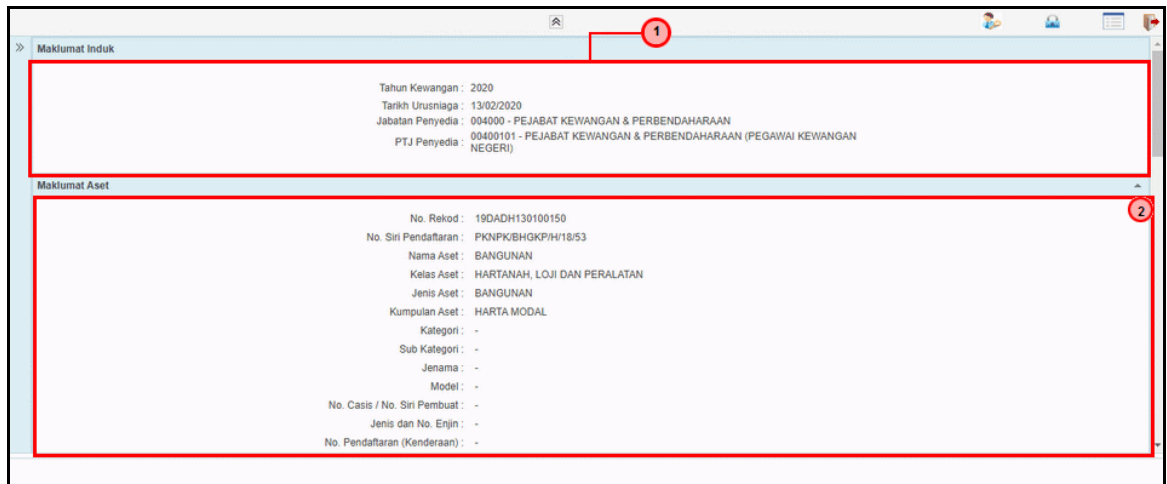 1
Maklumat Induk
Tahun Kewangan : 2020
Tarikh Urusniaga : 13/02/2020
Jabatan Penyedia : 004000 - PEJABAT KEWANGAN & PERBENDAHARAAN
PTJ Penyedia : 00400101 - PEJABAT KEWANGAN & PERBENDAHARAAN (PEGAWAI KEWANGAN
NEGERI)
Maklumat Aset
2
No. Rekod : 19DADH130100150
No. Siri Pendaftaran : PKNPK/BHGKP/H/18/53
Nama Aset : BANGUNAN
Kelas Aset : HARTANAH, LOJI DAN PERALATAN
Jenis Aset : BANGUNAN
Kumpulan Aset : HARTA MODAL
Kategori : -
Sub Kategori : -
Jenama : -
Model : -
No. Casis / No. Siri Pembuat : -
Jenis dan No. Enjin : -
No. Pendaftaran (Kenderaan) : -